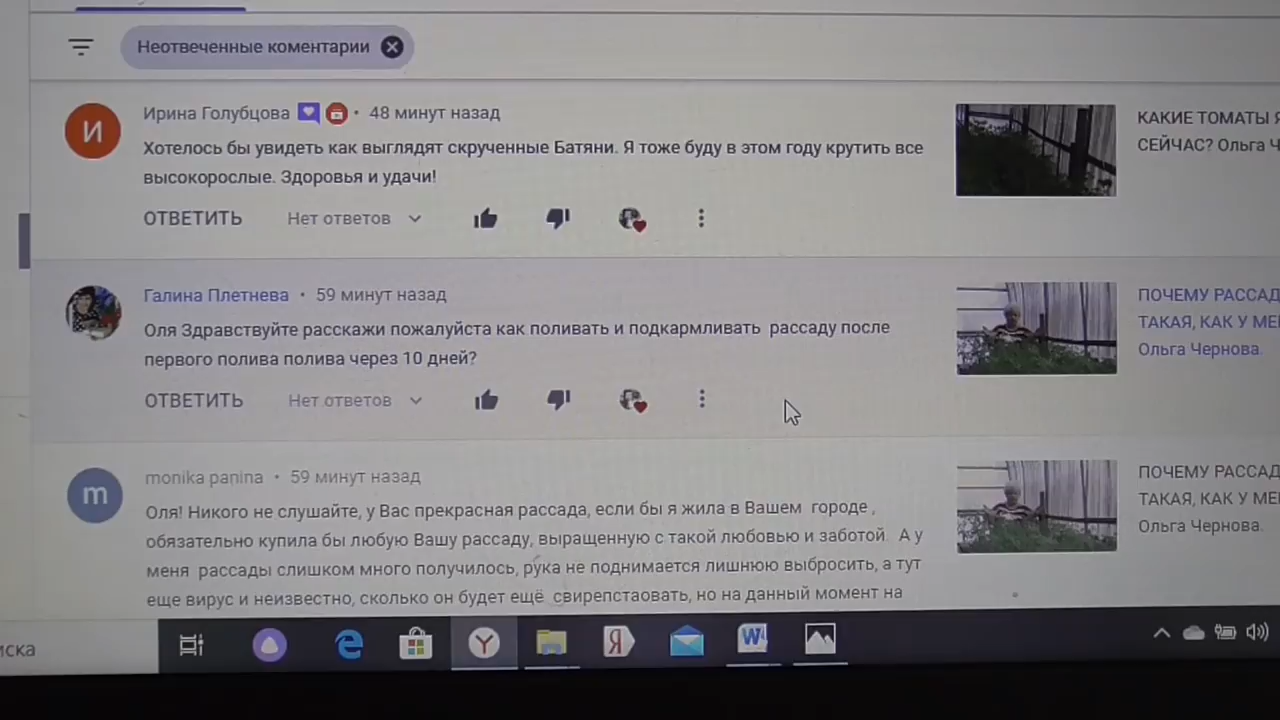 Неотвеченные коментарии
Ирина Голубцова • 48 минут назад
Хотелось бы увидеть как выглядят скрученные Батяни. Я тоже буду в этом году крутить все
высокорослые. Здоровья и удачи!
ОТВЕТИТЬ Нет ответов
КАКИЕ ТОМАТЫ Я
СЕЙЧАС? Ольга Ч
Галина Плетнева • 59 минут назад
Оля Здравствуйте расскажи пожалуйста как поливать и подкармливать рассаду после
первого полива полива через 10 дней?
ОТВЕТИТЬ Нет ответов
ПОЧЕМУ РАССАД
ТАКАЯ, КАК У МЕ
Ольга Чернова.
monika panina • 59 минут назад
Оля! Никого не слушайте, у Вас прекрасная рассада, если бы я жила в Вашем городе ,
обязательно купила бы любую Вашу рассаду, выращенную с такой любовью и заботой. А у
меня рассады слишком много получилось, рука не поднимается лишнюю выбросить, а тут
еще вирус и неизвестно, сколько он будет ещё свирепстаовать, но на данный момент на
ПОЧЕМУ РАССАД
ТАКАЯ, КАК У МЕ
Ольга Чернова.
иска